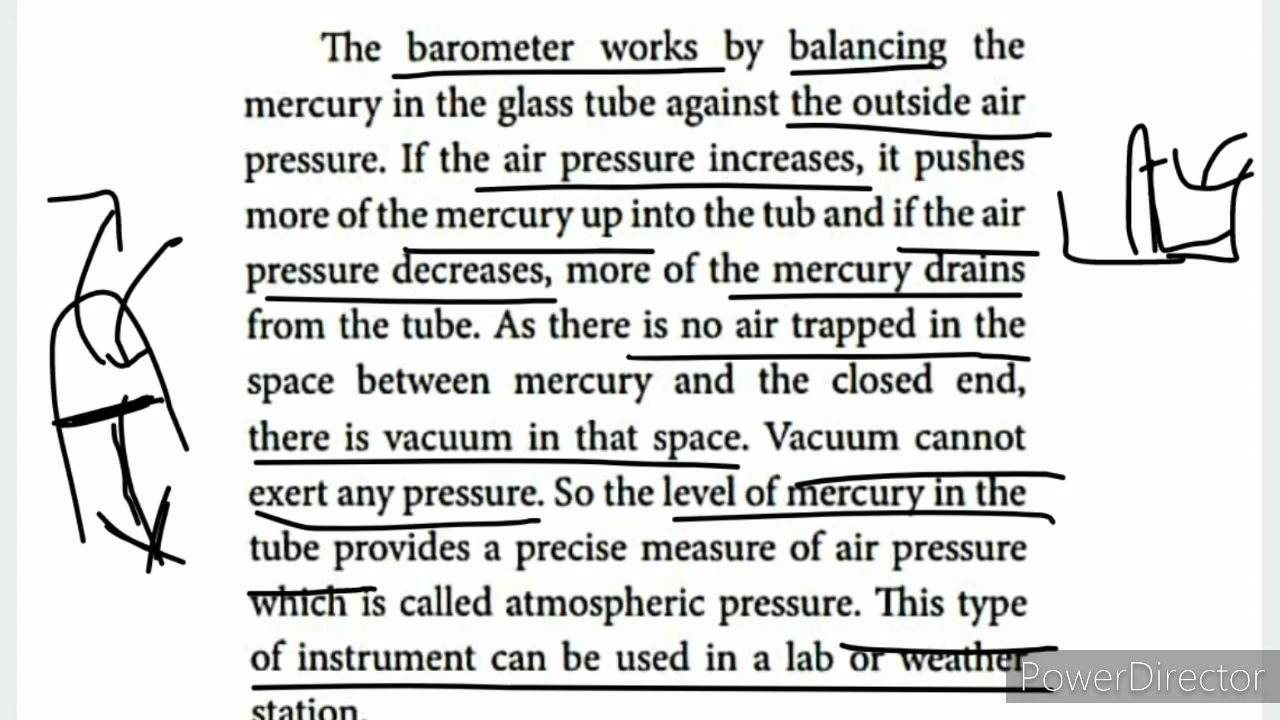 The barometer works by balancing the
mercury in the glass tube against the outside air
pressure. If the air pressure increases, it pushes
more of the mercury up into the tub and if the air
pressure decreases, more of the mercury drains
from the tube. As there is no air trapped in the
space between mercury and the closed end,
there is vacuum in that space. Vacuum cannot
exert any pressure. So the level of mercury in the
tube provides a precise measure of air pressure
which is called atmospheric pressure. This type
of instrument can be used in a lab or weather
station.
PowerDirector